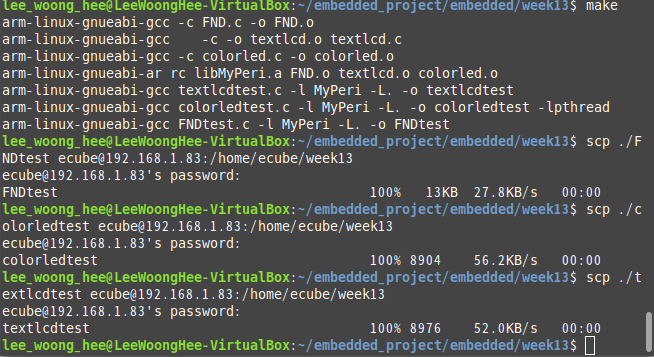 lee_woong_hee@LeeWoongHee-VirtualBox:~/embedded_project/embedded/week13$ make
arm-linux-gnueabi-gcc -c FND.c -o FND.o
arm-linux-gnueabi-gcc    -c -o textlcd.o textlcd.c
arm-linux-gnueabi-gcc -c colorled.c -o colorled.o
arm-linux-gnueabi-ar rc libMyPeri.a FND.o textlcd.o colorled.o
arm-linux-gnueabi-gcc textlcdtest.c -l MyPeri -L. -o textlcdtest
arm-linux-gnueabi-gcc colorledtest.c -l MyPeri -L. -o colorledtest -lpthread
arm-linux-gnueabi-gcc FNDtest.c -l MyPeri -L. -o FNDtest
lee_woong_hee@LeeWoongHee-VirtualBox:~/embedded_project/embedded/week13$ scp ./F
NDtest ecube@192.168.1.83:/home/ecube/week13
ecube@192.168.1.83's password:
FNDtest 100% 13KB 27.8KB/s 00:00
lee_woong_hee@LeeWoongHee-VirtualBox:~/embedded_project/embedded/week13$ scp ./c
olorledtest ecube@192.168.1.83:/home/ecube/week13
ecube@192.168.1.83's password:
colorledtest 100% 8904 56.2KB/s 00:00
lee_woong_hee@LeeWoongHee-VirtualBox:~/embedded_project/embedded/week13$ scp ./t
extlcdtest ecube@192.168.1.83:/home/ecube/week13
ecube@192.168.1.83's password:
textlcdtest 100% 8976 52.0KB/s 00:00
lee_woong_hee@LeeWoongHee-VirtualBox:~/embedded_project/embedded/week13$